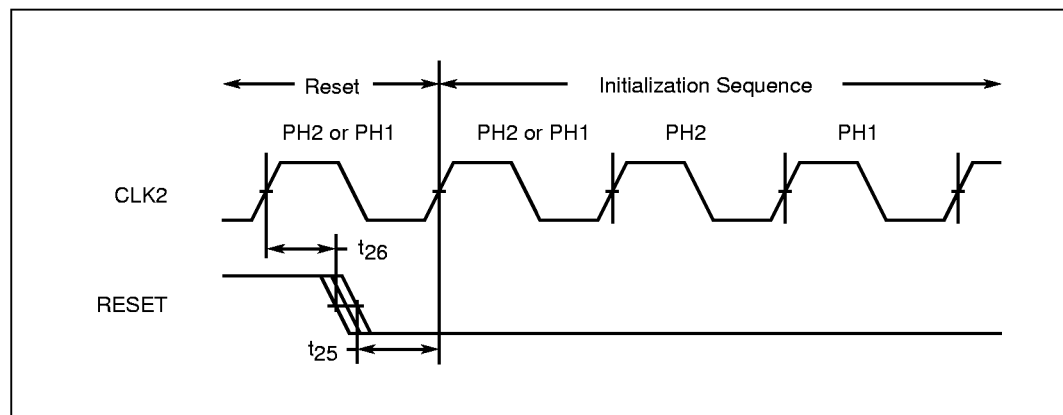 Reset
Initialization Sequence
PH2 or PH1
PH2 or PH1
PH2
PH1
CLK2
t26
RESET
t25